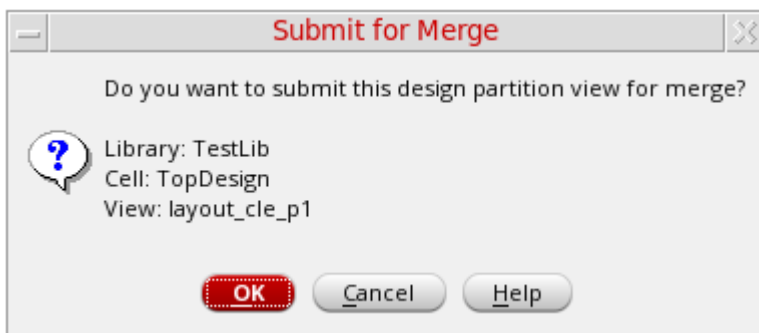 Submit for Merge
Do you want to submit this design partition view for merge?
?
Library: TestLib
Cell: TopDesign
View: layout_cle_p1
OK Cancel Help